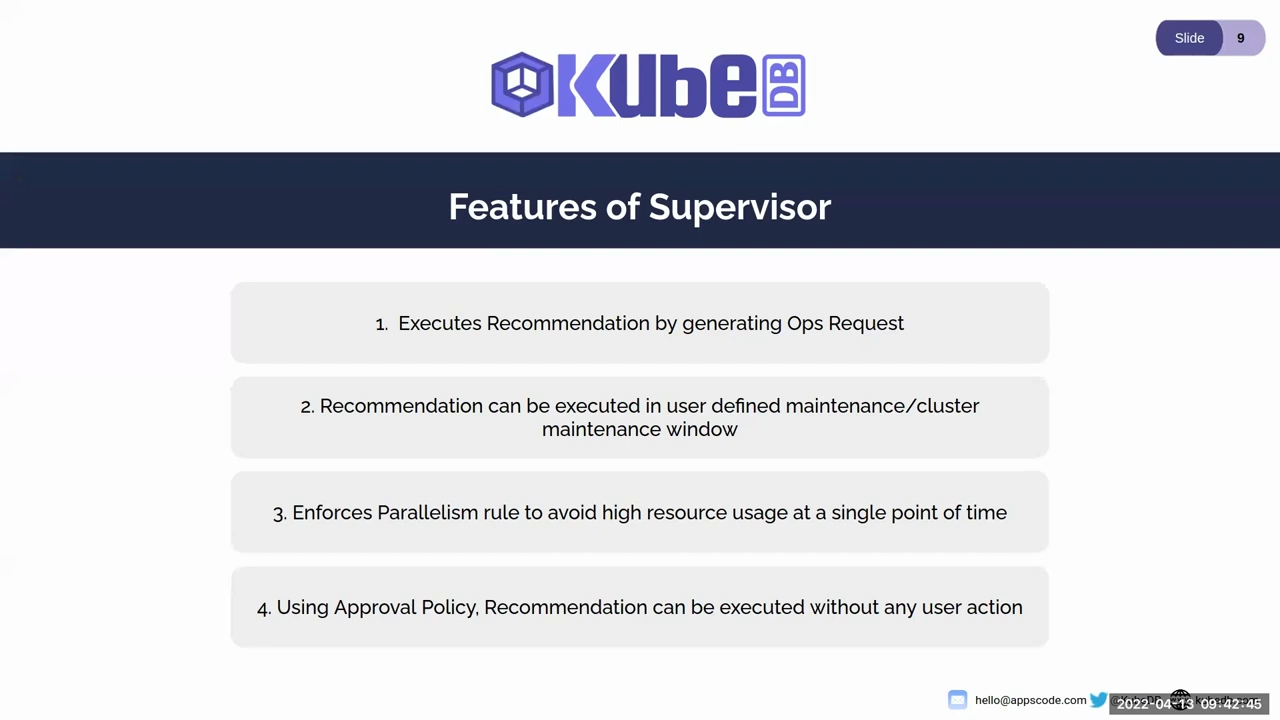 Slide 9
Kube DB
Features of Supervisor
1. Executes Recommendation by generating Ops Request
2. Recommendation can be executed in user defined maintenance/cluster
maintenance window
3. Enforces Parallelism rule to avoid high resource usage at a single point of time
4. Using Approval Policy, Recommendation can be executed without any user action
hello@appscode.com
2022-04-13 09:42:45